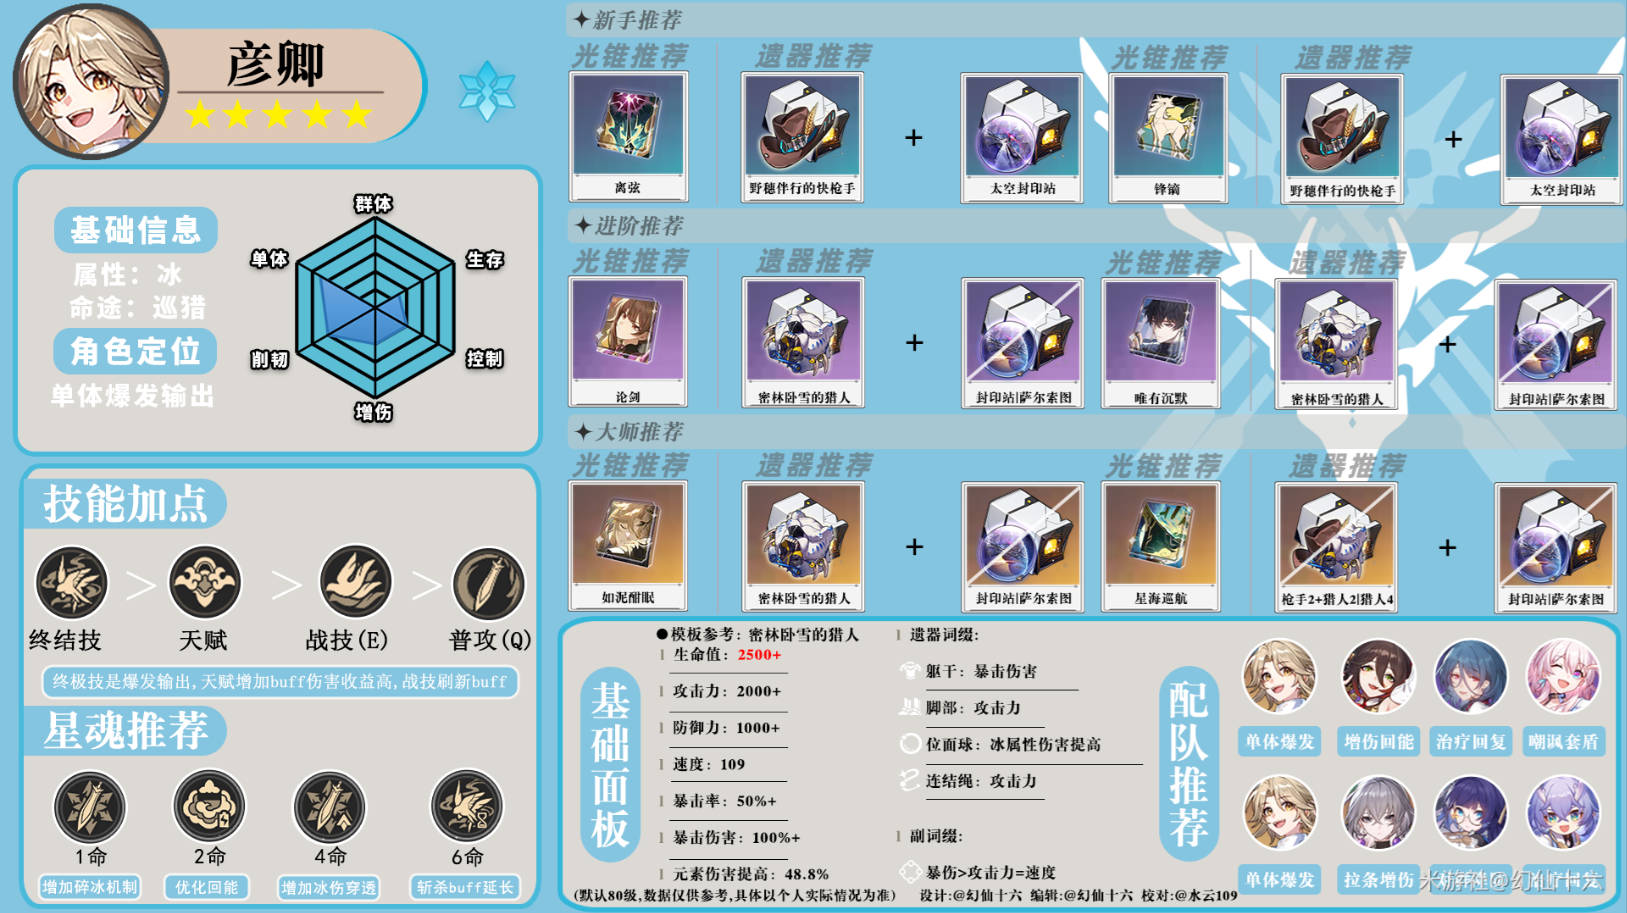 彦卿
基础信息
属性：冰
命途：巡猎
角色定位
单体爆发输出
群体
单体
生存
削韧
控制
增伤
技能加点
终结技
天赋
战技(E)
普攻(Q)
终极技是爆发输出,天赋增加buff伤害收益高,战技刷新buff
星魂推荐
1命
2命
4命
6命
增加碎冰机制
优化回能
增加冰伤穿透
斩杀buff延长
新手推荐
光锥推荐
遗器推荐
光锥推荐
遗器推荐
离弦
野穗伴行的快枪手
+
太空封印站
锋镝
野穗伴行的快枪手
+
太空封印站
进阶推荐
光锥推荐
遗器推荐
光锥推荐
遗器推荐
论剑
密林卧雪的猎人
+
封印站|萨尔索图
唯有沉默
密林卧雪的猎人
+
封印站|萨尔索图
大师推荐
光锥推荐
遗器推荐
光锥推荐
遗器推荐
如泥酣眠
密林卧雪的猎人
+
封印站|萨尔索图
星海巡航
枪手2+猎人2|猎人4
+
封印站|萨尔索图
基础面板
●模板参考：密林卧雪的猎人
生命值：2500+
攻击力：2000+
防御力：1000+
速度：109
暴击率：50%+
暴击伤害：100%+
元素伤害提高：48.8%
(默认80级,数据仅供参考,具体以个人实际情况为准)
遗器词缀：
躯干：暴击伤害
脚部：攻击力
位面球：冰属性伤害提高
连结绳：攻击力
副词缀：
暴伤>攻击力=速度
设计:@幻仙十六 编辑:@幻仙十六 校对:@水云109
配队推荐
单体爆发
增伤回能
治疗回复
嘲讽套盾
单体爆发
拉条增伤
米游社@幻仙十六